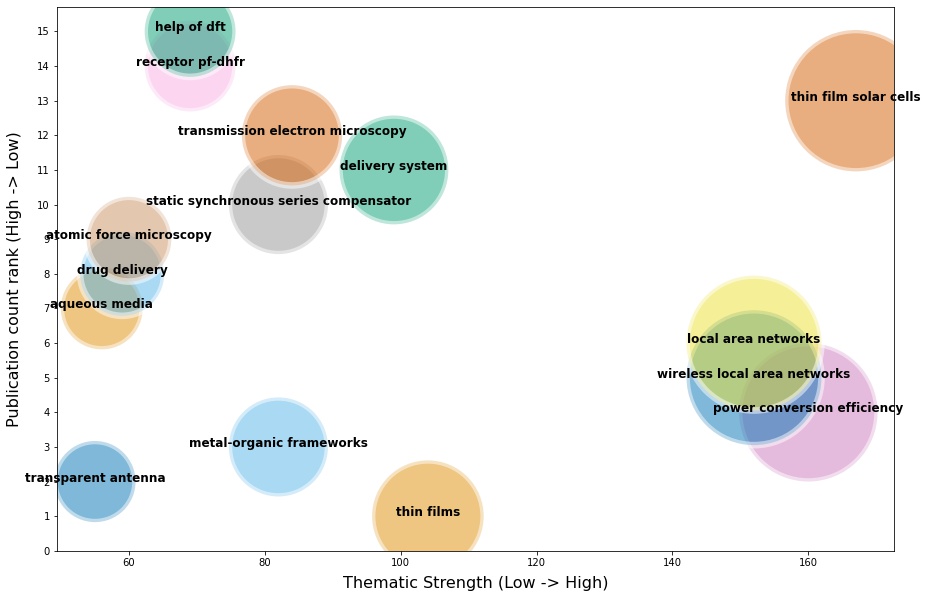 15
help of dft
14
receptor pf-dhfr
13
thin film solar cells
12
transmission electron microscopy
11
delivery system
10
static synchronous series compensator
9
atomic force microscopy
8
drug delivery
7
aqueous media
6
local area networks
5
wireless local area networks
4
power conversion efficiency
3
metal-organic frameworks
2
transparent antenna
1
thin films
0
60 80 100 120 140 160
Thematic Strength (Low -> High)
Publication count rank (High -> Low)